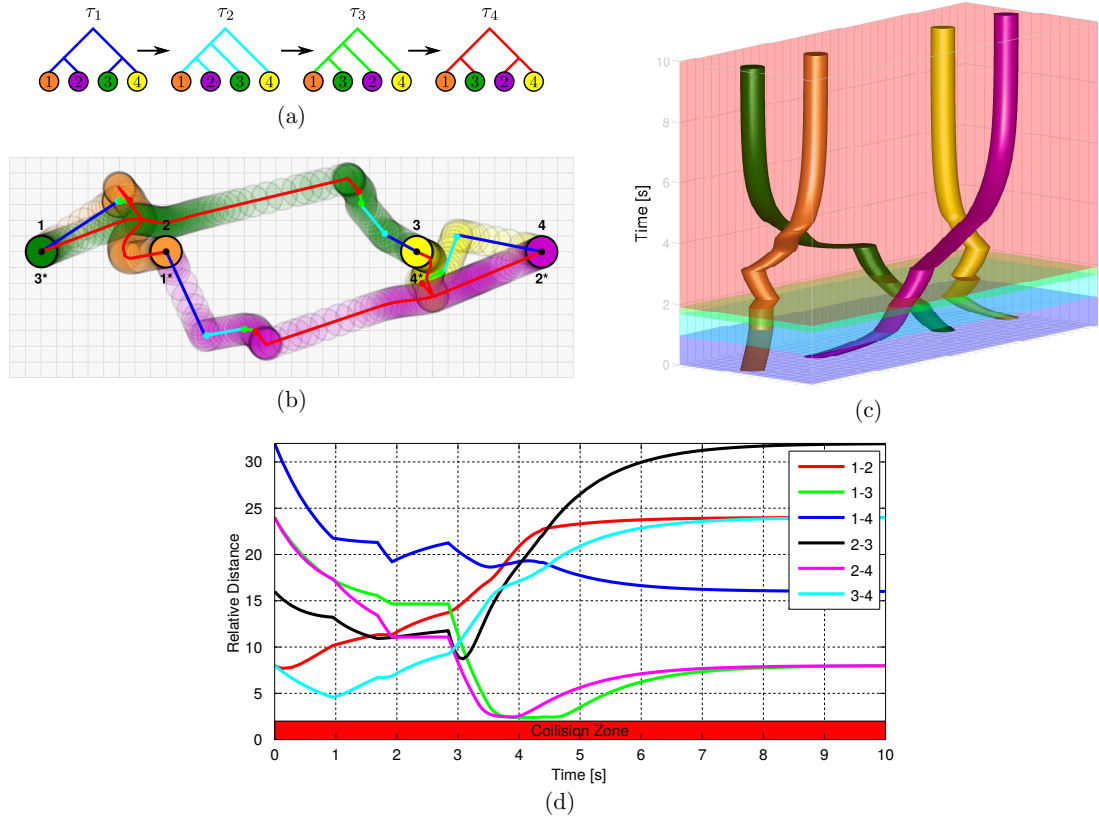 τ₁ τ₂ τ₃ τ₄
1 2 3 4 1 2 3 4 1 3 2 4 1 3 2 4
(a)
1 2 3 4
3* 1* 4* 2*
(b)
Time [s]
10
8
6
4
2
0
(c)
Relative Distance
30
25
20
15
10
5
0
1-2
1-3
1-4
2-3
2-4
3-4
Collision Zone
0 1 2 3 4 5 6 7 8 9 10
Time [s]
(d)